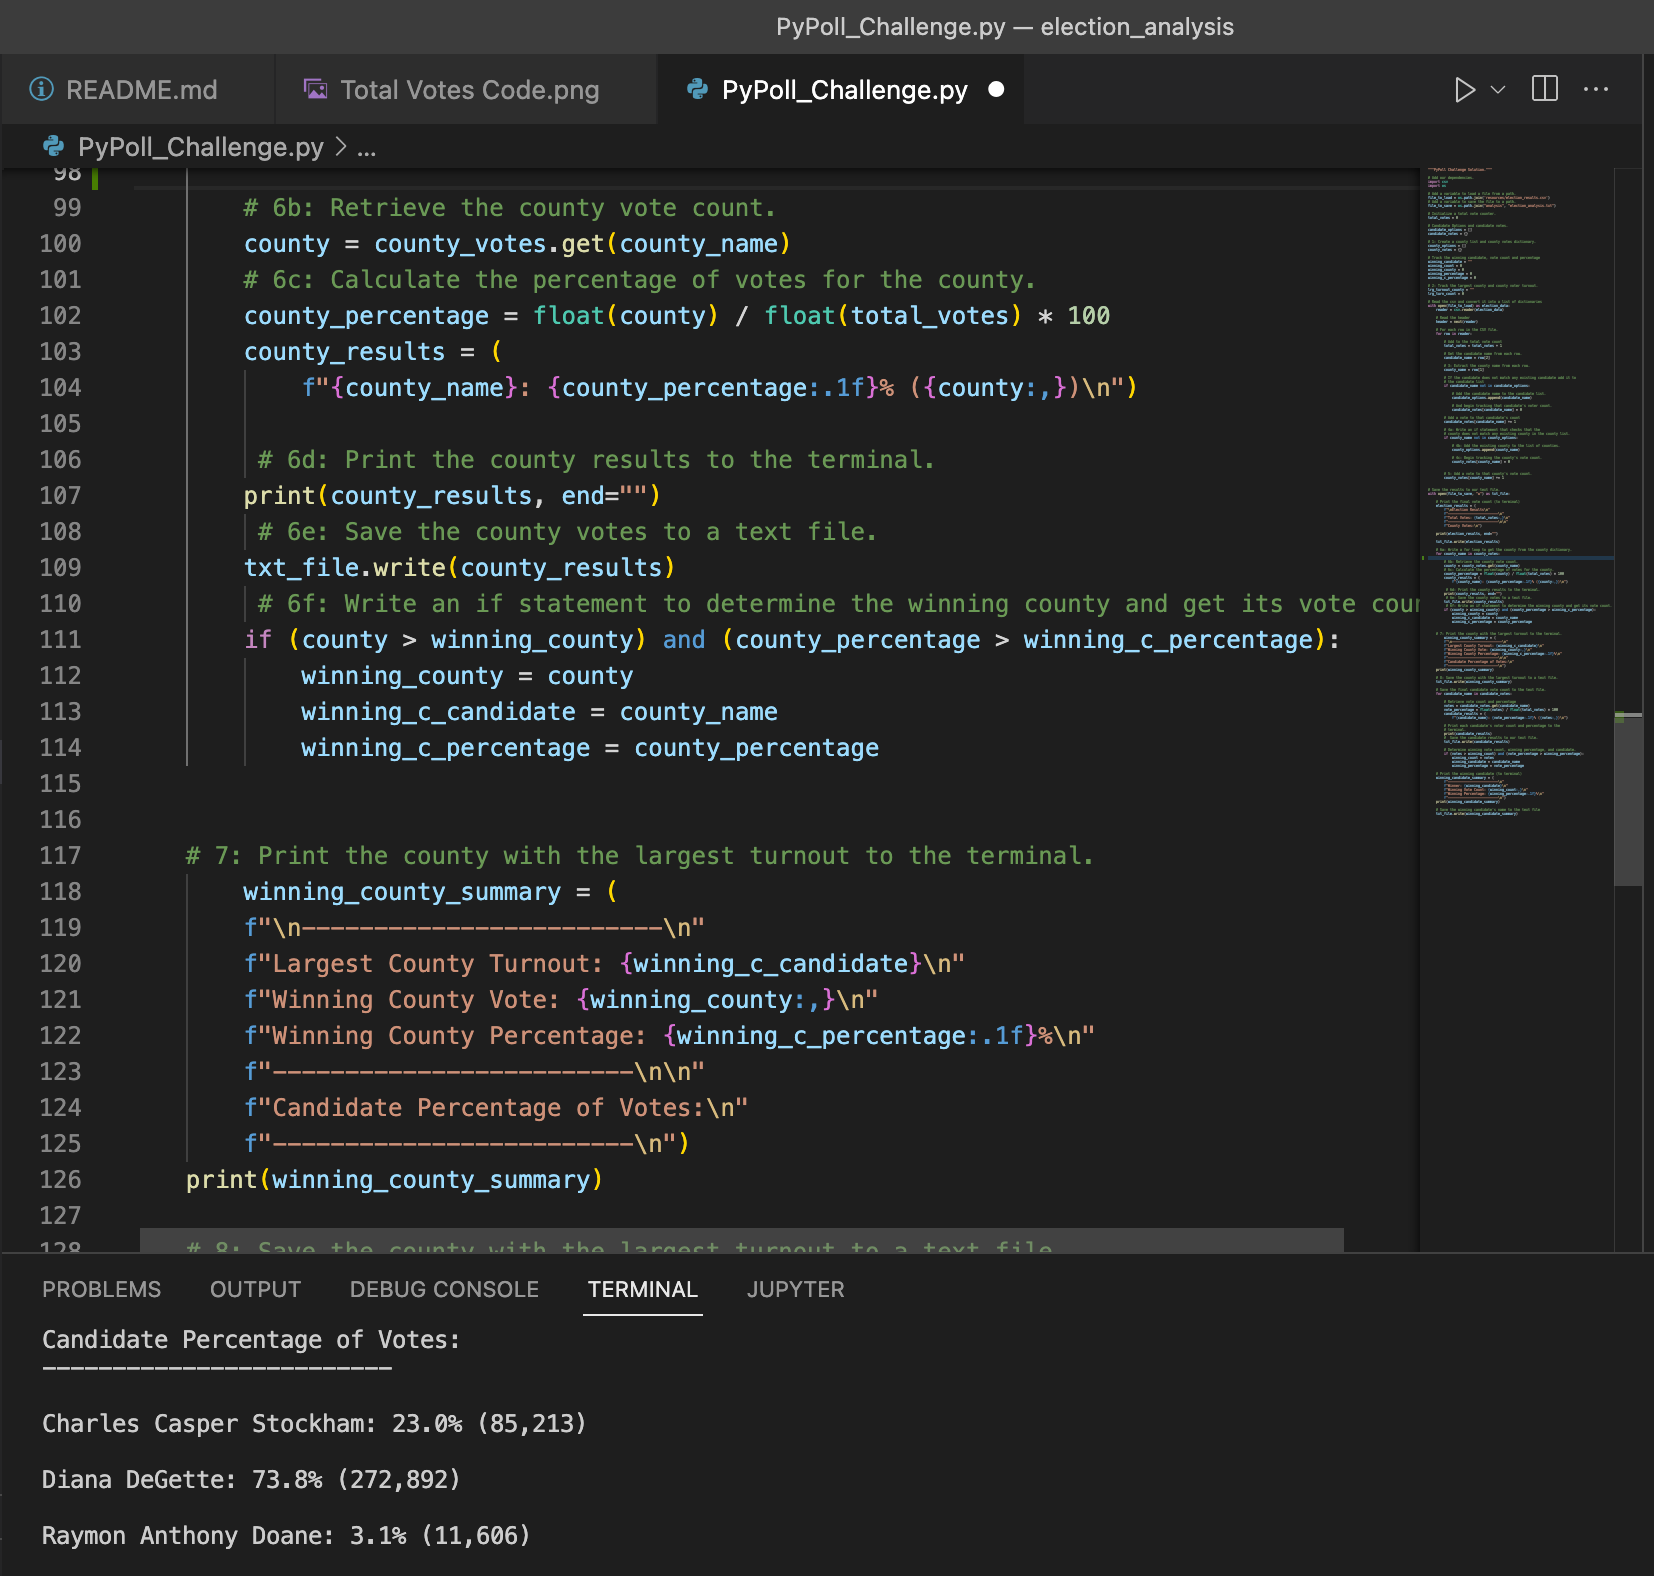 PyPoll_Challenge.py — election_analysis
README.md
Total Votes Code.png
PyPoll_Challenge.py
PyPoll_Challenge.py > ...
98
99 # 6b: Retrieve the county vote count.
100 county = county_votes.get(county_name)
101 # 6c: Calculate the percentage of votes for the county.
102 county_percentage = float(county) / float(total_votes) * 100
103 county_results = (
104 f"{county_name}: {county_percentage:.1f}% ({county:,})\n")
105
106 # 6d: Print the county results to the terminal.
107 print(county_results, end="")
108 # 6e: Save the county votes to a text file.
109 txt_file.write(county_results)
110 # 6f: Write an if statement to determine the winning county and get its vote cour
111 if (county > winning_county) and (county_percentage > winning_c_percentage):
112 winning_county = county
113 winning_c_candidate = county_name
114 winning_c_percentage = county_percentage
115
116
117 # 7: Print the county with the largest turnout to the terminal.
118 winning_county_summary = (
119 f"\n-------------------------\n"
120 f"Largest County Turnout: {winning_c_candidate}\n"
121 f"Winning County Vote: {winning_county:,}\n"
122 f"Winning County Percentage: {winning_c_percentage:.1f}%\n"
123 f"-------------------------\n\n"
124 f"Candidate Percentage of Votes:\n"
125 f"-------------------------\n")
126 print(winning_county_summary)
127
128 # 8: Save the county with the largest turnout to a text file
PROBLEMS OUTPUT DEBUG CONSOLE TERMINAL JUPYTER
Candidate Percentage of Votes:
-------------------------
Charles Casper Stockham: 23.0% (85,213)
Diana DeGette: 73.8% (272,892)
Raymon Anthony Doane: 3.1% (11,606)